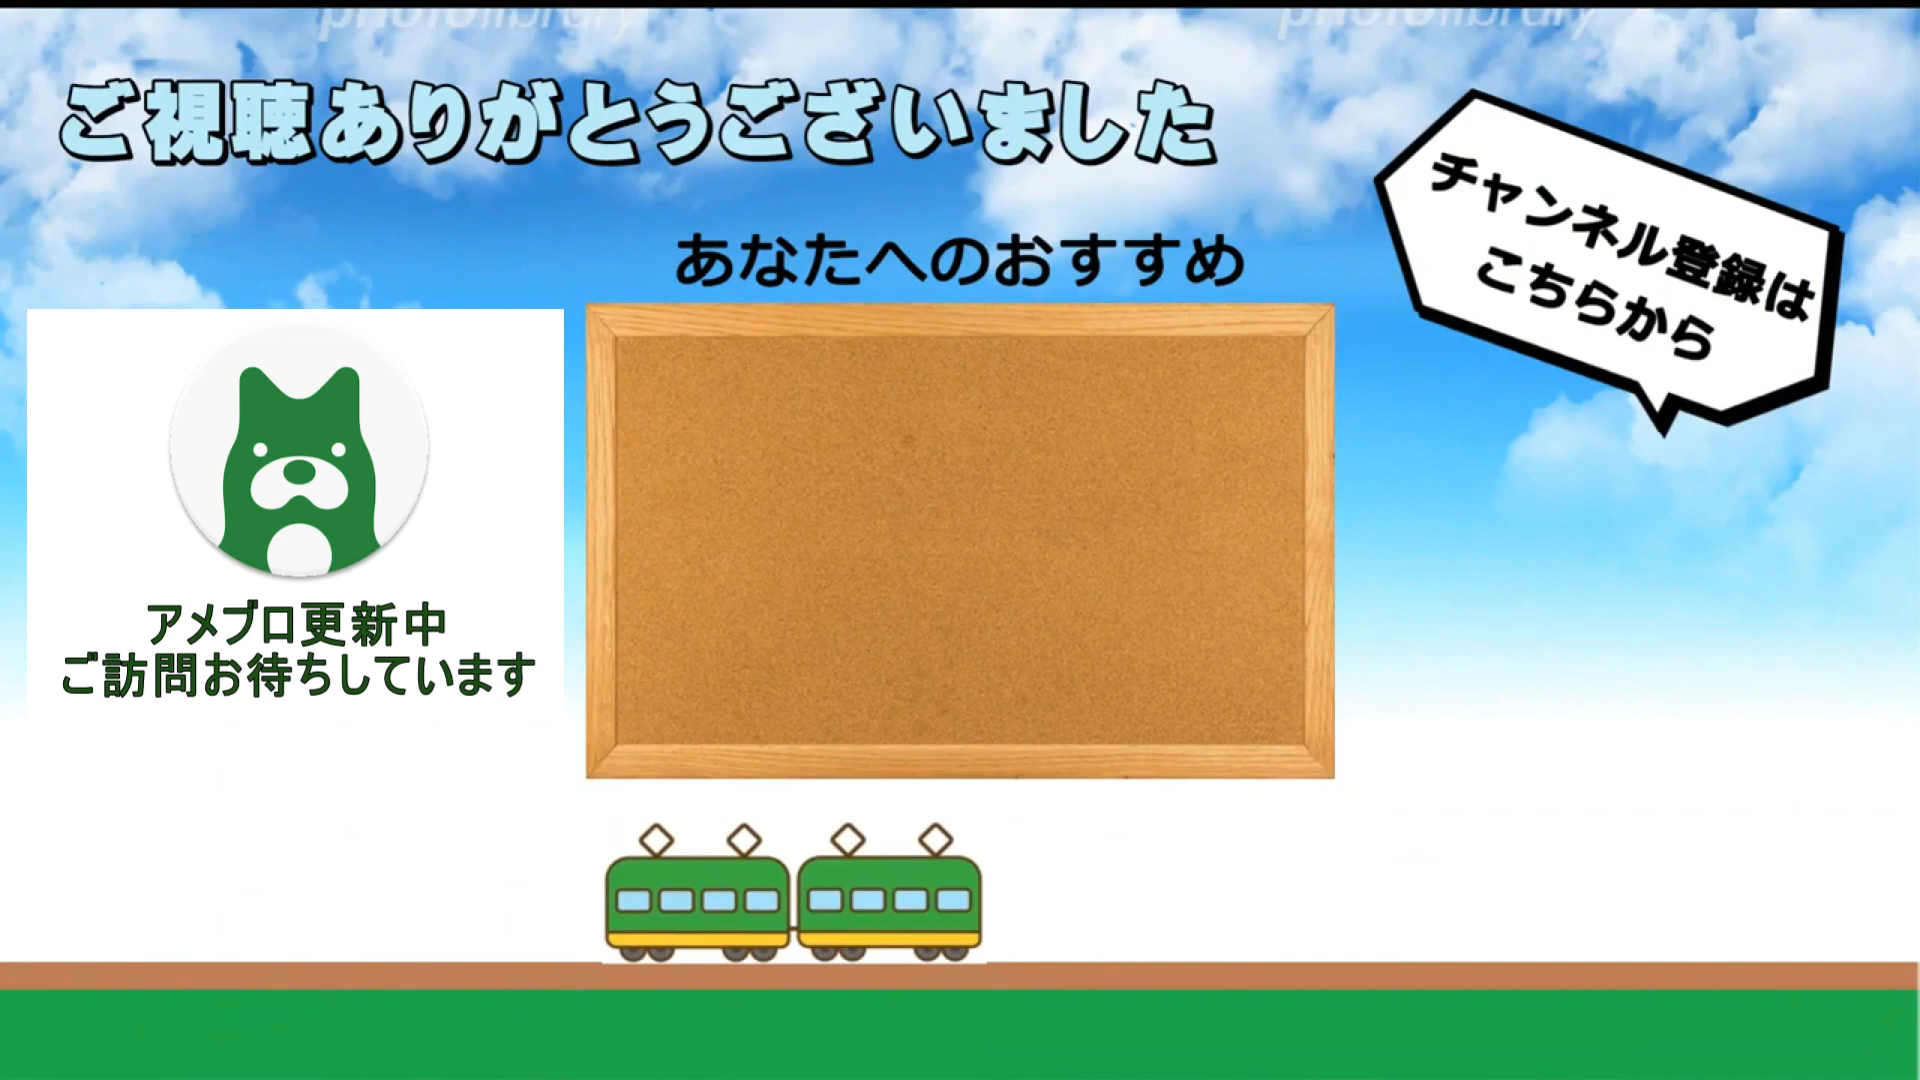 photolibrary photolibrary
ご視聴ありがとうございました
チャンネル登録は
こちらから
あなたへのおすすめ
アメブロ更新中
ご訪問お待ちしています